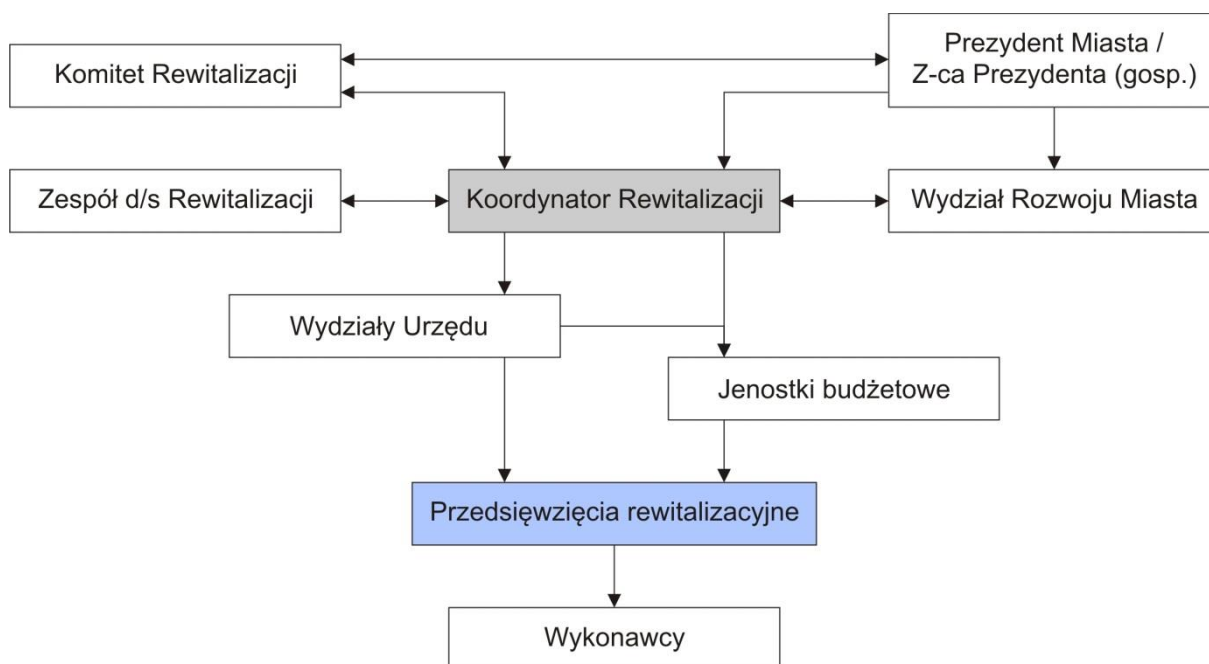 Komitet Rewitalizacji
Prezydent Miasta /
Z-ca Prezydenta (gosp.)
Zespół d/s Rewitalizacji
Koordynator Rewitalizacji
Wydział Rozwoju Miasta
Wydziały Urzędu
Jenostki budżetowe
Przedsięwzięcia rewitalizacyjne
Wykonawcy